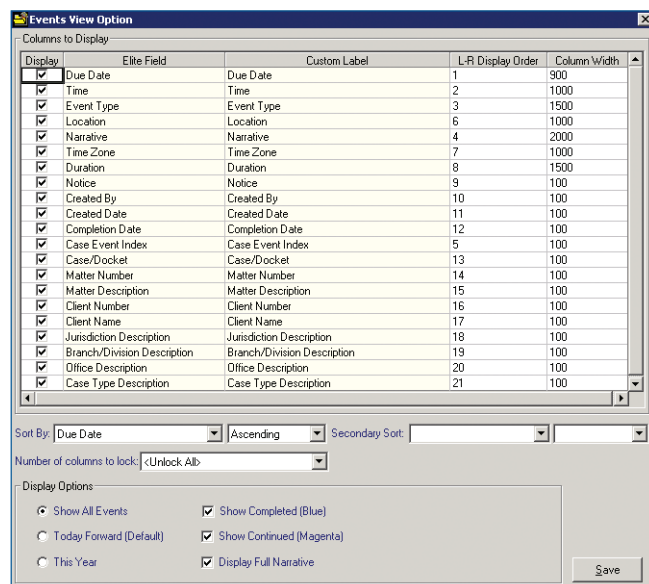 Events View Option
Columns to Display
Display Elite Field Custom Label L-R Display Order Column Width
Due Date Due Date 1 900
Time Time 2 1000
Event Type Event Type 3 1500
Location Location 6 1000
Narrative Narrative 4 2000
Time Zone Time Zone 7 1000
Duration Duration 8 1500
Notice Notice 9 100
Created By Created By 10 100
Created Date Created Date 11 100
Completion Date Completion Date 12 100
Case Event Index Case Event Index 5 100
Case/Docket Case/Docket 13 100
Matter Number Matter Number 14 100
Matter Description Matter Description 15 100
Client Number Client Number 16 100
Client Name Client Name 17 100
Jurisdiction Description Jurisdiction Description 18 100
Branch/Division Description Branch/Division Description 19 100
Office Description Office Description 20 100
Case Type Description Case Type Description 21 100
Sort By: Due Date Ascending Secondary Sort:
Number of columns to lock: <Unlock All>
Display Options
Show All Events Show Completed (Blue)
Today Forward (Default) Show Continued (Magenta)
This Year Display Full Narrative
Save